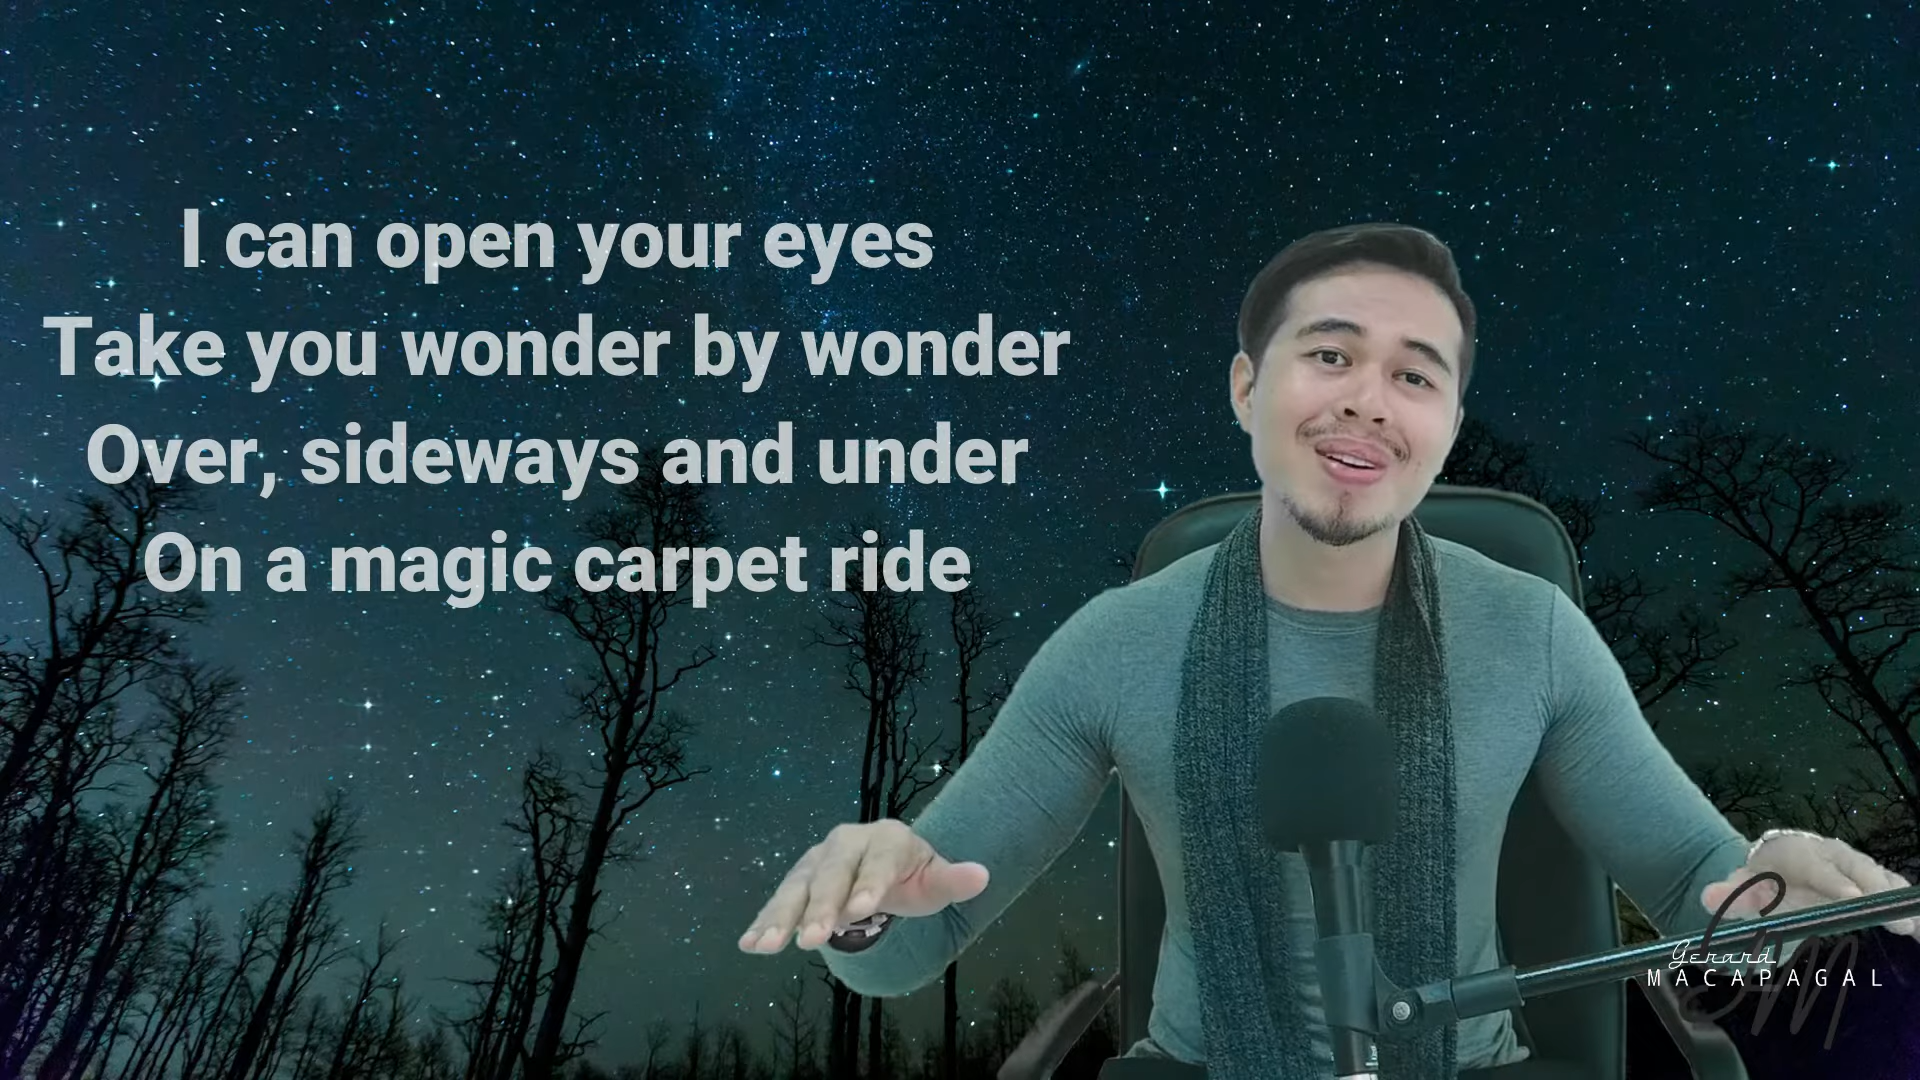 I can open your eyes
Take you wonder by wonder
Over, sideways and under
On a magic carpet ride
Gerard
MACAPAGAL
GM